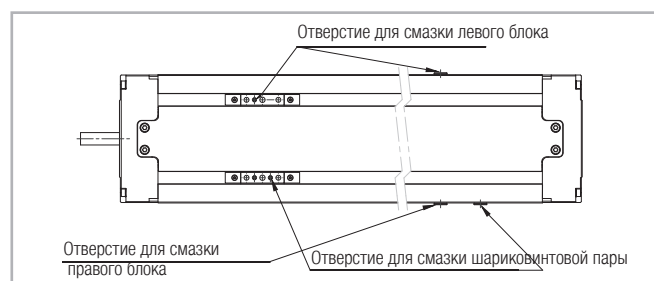 Отверстие для смазки левого блока
Отверстие для смазки
правого блока
Отверстие для смазки шариковинтовой пары